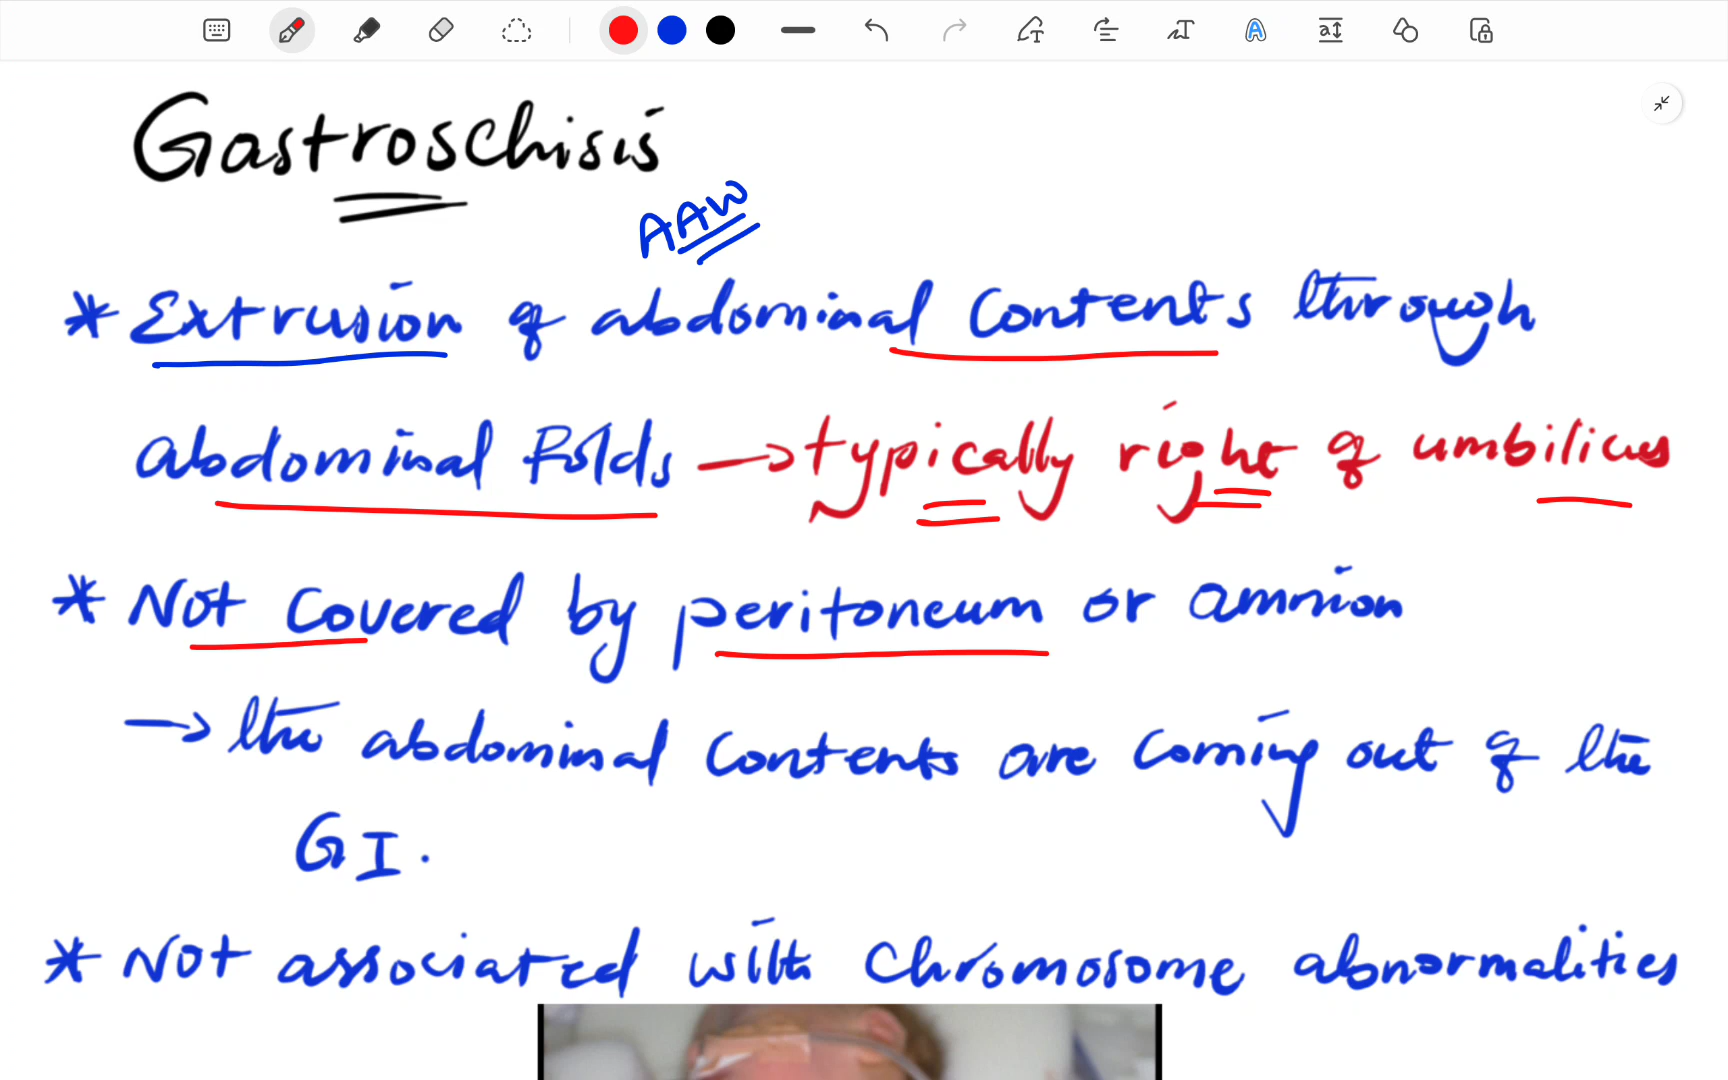 Gastroschisis
AAW
* Extrusion of abdominal contents through
abdominal folds → typically right of umbilicus
* Not covered by peritoneum or amnion
→ the abdominal contents are coming out of the
GI.
* Not associated with chromosome abnormalities